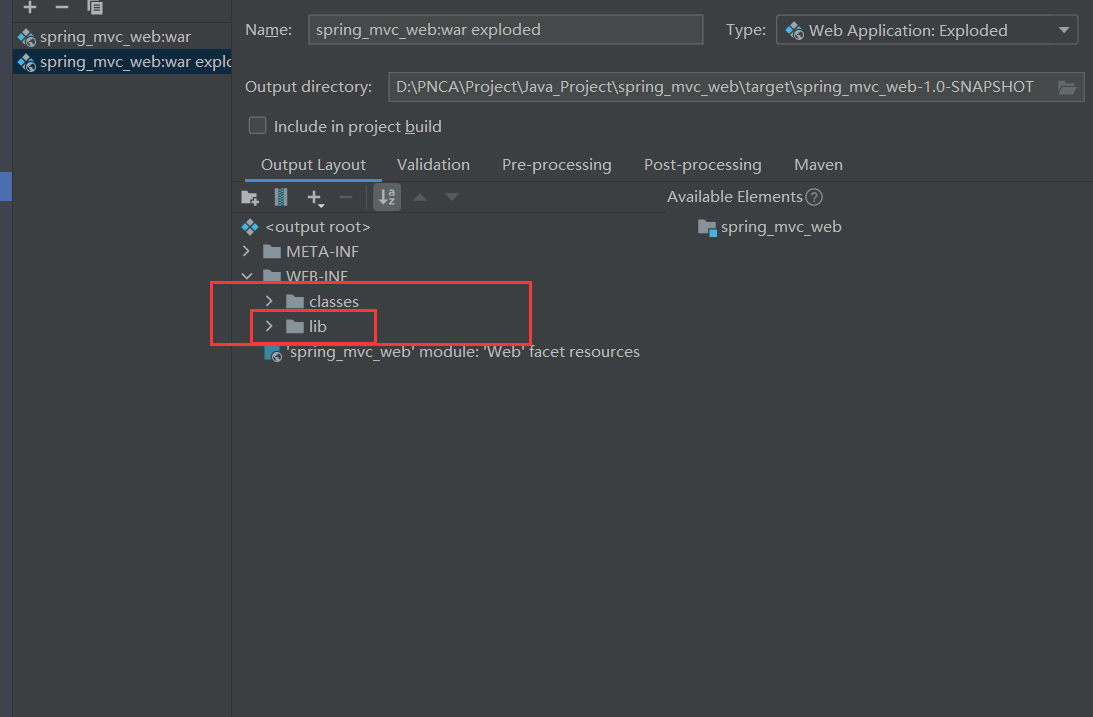 spring_mvc_web:war
spring_mvc_web:war explo
Name: spring_mvc_web:war exploded Type: Web Application: Exploded
Output directory: D:\PNCA\Project\Java_Project\spring_mvc_web\target\spring_mvc_web-1.0-SNAPSHOT
Include in project build
Output Layout Validation Pre-processing Post-processing Maven
Available Elements
<output root> spring_mvc_web
META-INF
WEB-INF
classes
lib
'spring_mvc_web' module: 'Web' facet resources